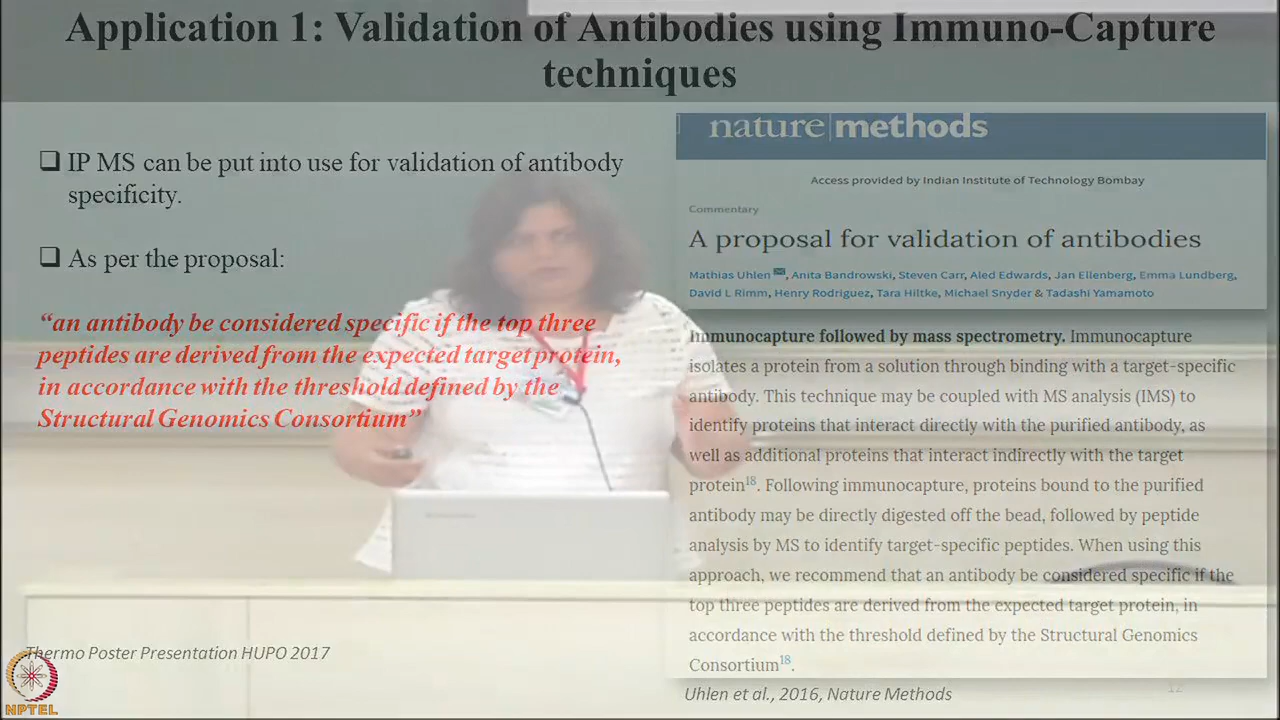 Application 1: Validation of Antibodies using Immuno-Capture
techniques
❑ IP MS can be put into use for validation of antibody
specificity.
❑ As per the proposal:
“an antibody be considered specific if the top three
peptides are derived from the expected target protein,
in accordance with the threshold defined by the
Structural Genomics Consortium”
Thermo Poster Presentation HUPO 2017
NPTEL
nature|methods
Access provided by Indian Institute of Technology Bombay
Commentary
A proposal for validation of antibodies
Mathias Uhlen, Anita Bandrowski, Steven Carr, Aled Edwards, Jan Ellenberg, Emma Lundberg,
David L Rimm, Henry Rodriguez, Tara Hiltke, Michael Snyder & Tadashi Yamamoto
Immunocapture followed by mass spectrometry. Immunocapture
isolates a protein from a solution through binding with a target-specific
antibody. This technique may be coupled with MS analysis (IMS) to
identify proteins that interact directly with the purified antibody, as
well as additional proteins that interact indirectly with the target
protein18. Following immunocapture, proteins bound to the purified
antibody may be directly digested off the bead, followed by peptide
analysis by MS to identify target-specific peptides. When using this
approach, we recommend that an antibody be considered specific if the
top three peptides are derived from the expected target protein, in
accordance with the threshold defined by the Structural Genomics
Consortium18.
Uhlen et al., 2016, Nature Methods
12